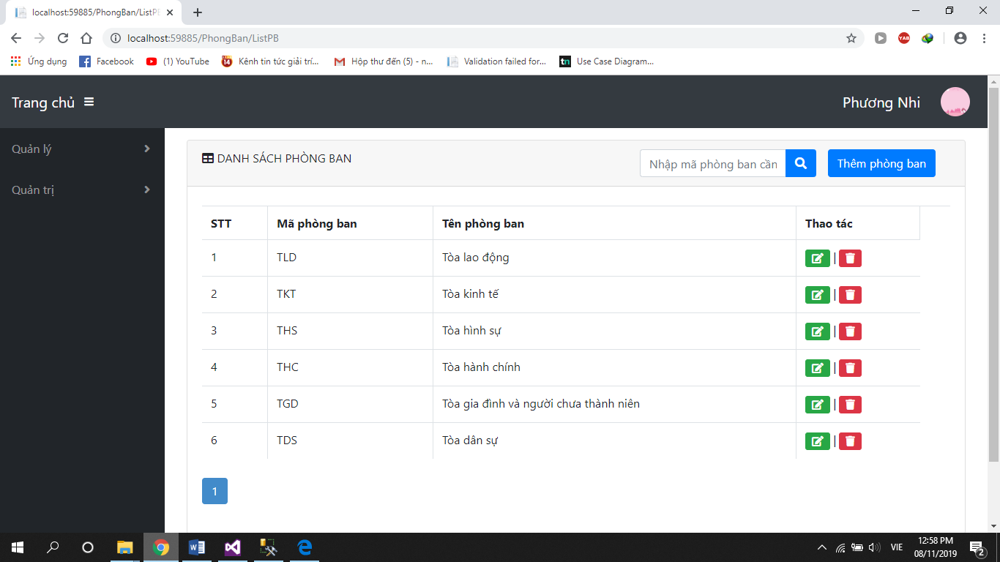 localhost:59885/PhongBan/ListPB
localhost:59885/PhongBan/ListPB
Ứng dụng
Facebook
(1) YouTube
14
Kênh tin tức giải trí...
Hộp thư đến (5) - n...
Validation failed for...
tn
Use Case Diagram...
YAB
Trang chủ
Phương Nhi
Quản lý
Quản trị
DANH SÁCH PHÒNG BAN
Nhập mã phòng ban cần
Thêm phòng ban
STT Mã phòng ban Tên phòng ban Thao tác
1 TLD Tòa lao động |
2 TKT Tòa kinh tế |
3 THS Tòa hình sự |
4 THC Tòa hành chính |
5 TGD Tòa gia đình và người chưa thành niên |
6 TDS Tòa dân sự |
1
VIE
12:58 PM
08/11/2019
2